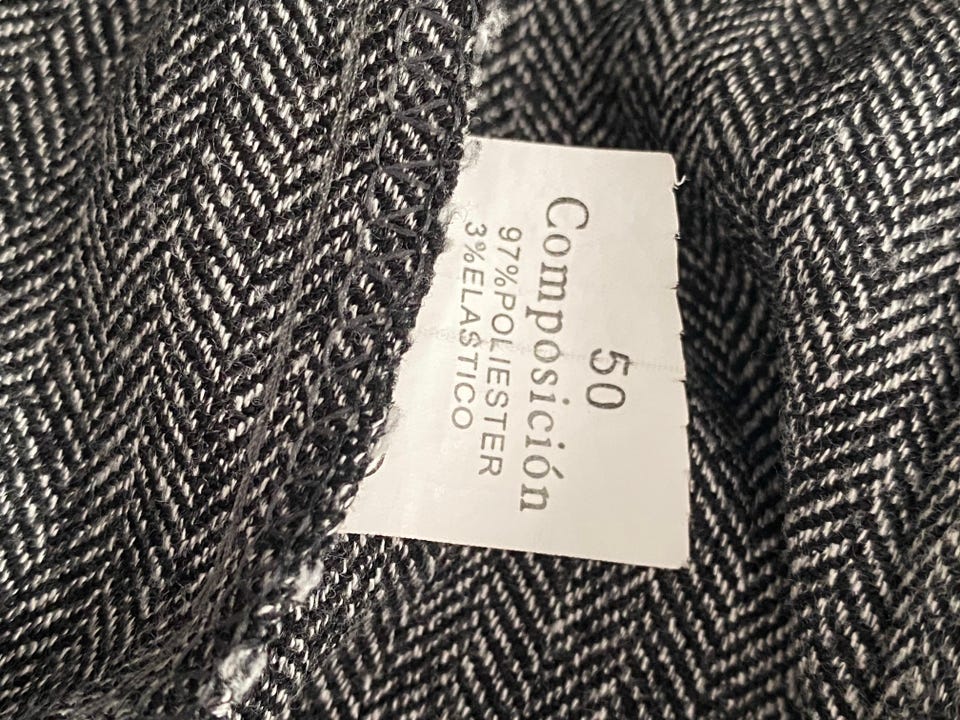 50
Composición
97%POLIESTER
3%ELASTICO